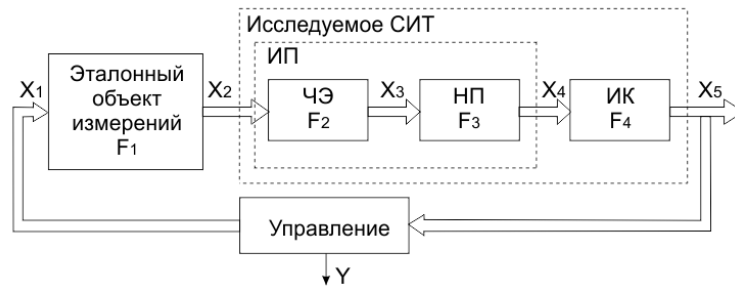 Исследуемое СИТ
ИП
X1
Эталонный
объект
измерений
F1
X2
ЧЭ
F2
X3
НП
F3
X4
ИК
F4
X5
Управление
Y